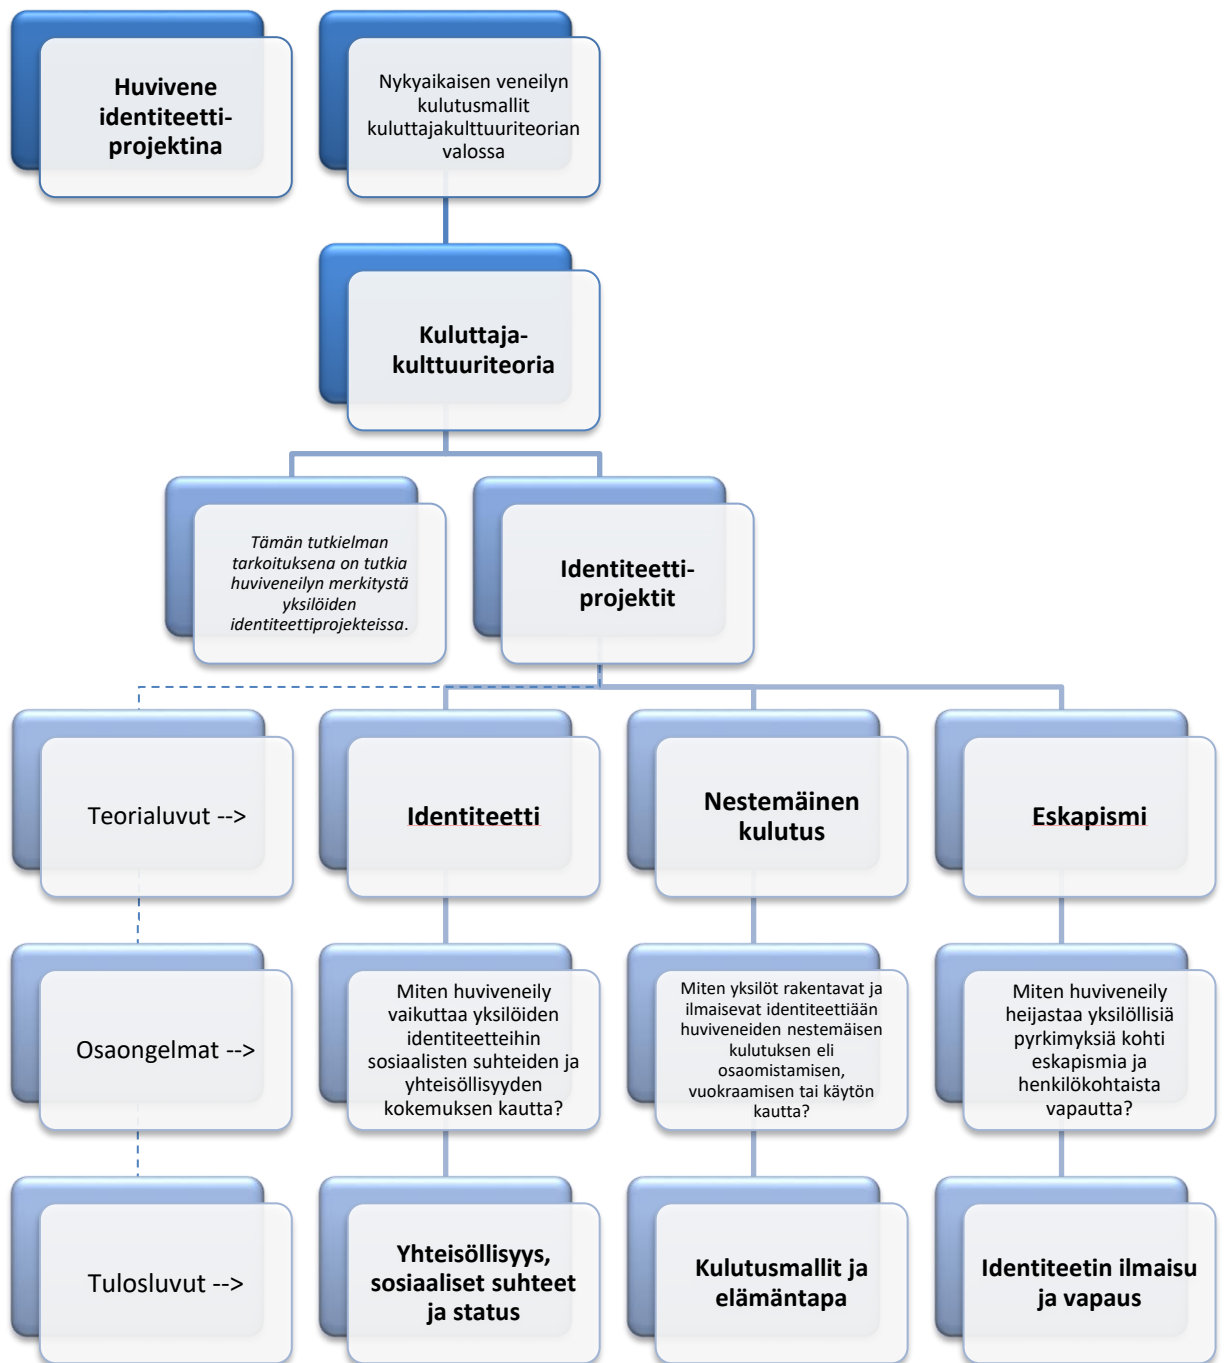 Huvivene
identiteetti-
projektina
Nykyaikaisen veneilyn
kulutusmallit
kuluttajakulttuuriteorian
valossa
Kuluttaja-
kulttuuriteoria
Tämän tutkielman
tarkoituksena on tutkia
huviveneilyn merkitystä
yksilöiden
identiteettiprojekteissa.
Identiteetti-
projektit
Teorialuvut -->
Identiteetti
Nestemäinen
kulutus
Eskapismi
Osaongelmat -->
Miten huviveneily
vaikuttaa yksilöiden
identiteetteihin
sosiaalisten suhteiden ja
yhteisöllisyyden
kokemuksen kautta?
Miten yksilöt rakentavat ja
ilmaisevat identiteettiään
huviveneiden nestemäisen
kulutuksen eli
osaomistamisen,
vuokraamisen tai käytön
kautta?
Miten huviveneily
heijastaa yksilöllisiä
pyrkimyksiä kohti
eskapismia ja
henkilökohtaista
vapautta?
Tulosluvut -->
Yhteisöllisyys,
sosiaaliset suhteet
ja status
Kulutusmallit ja
elämäntapa
Identiteetin ilmaisu
ja vapaus